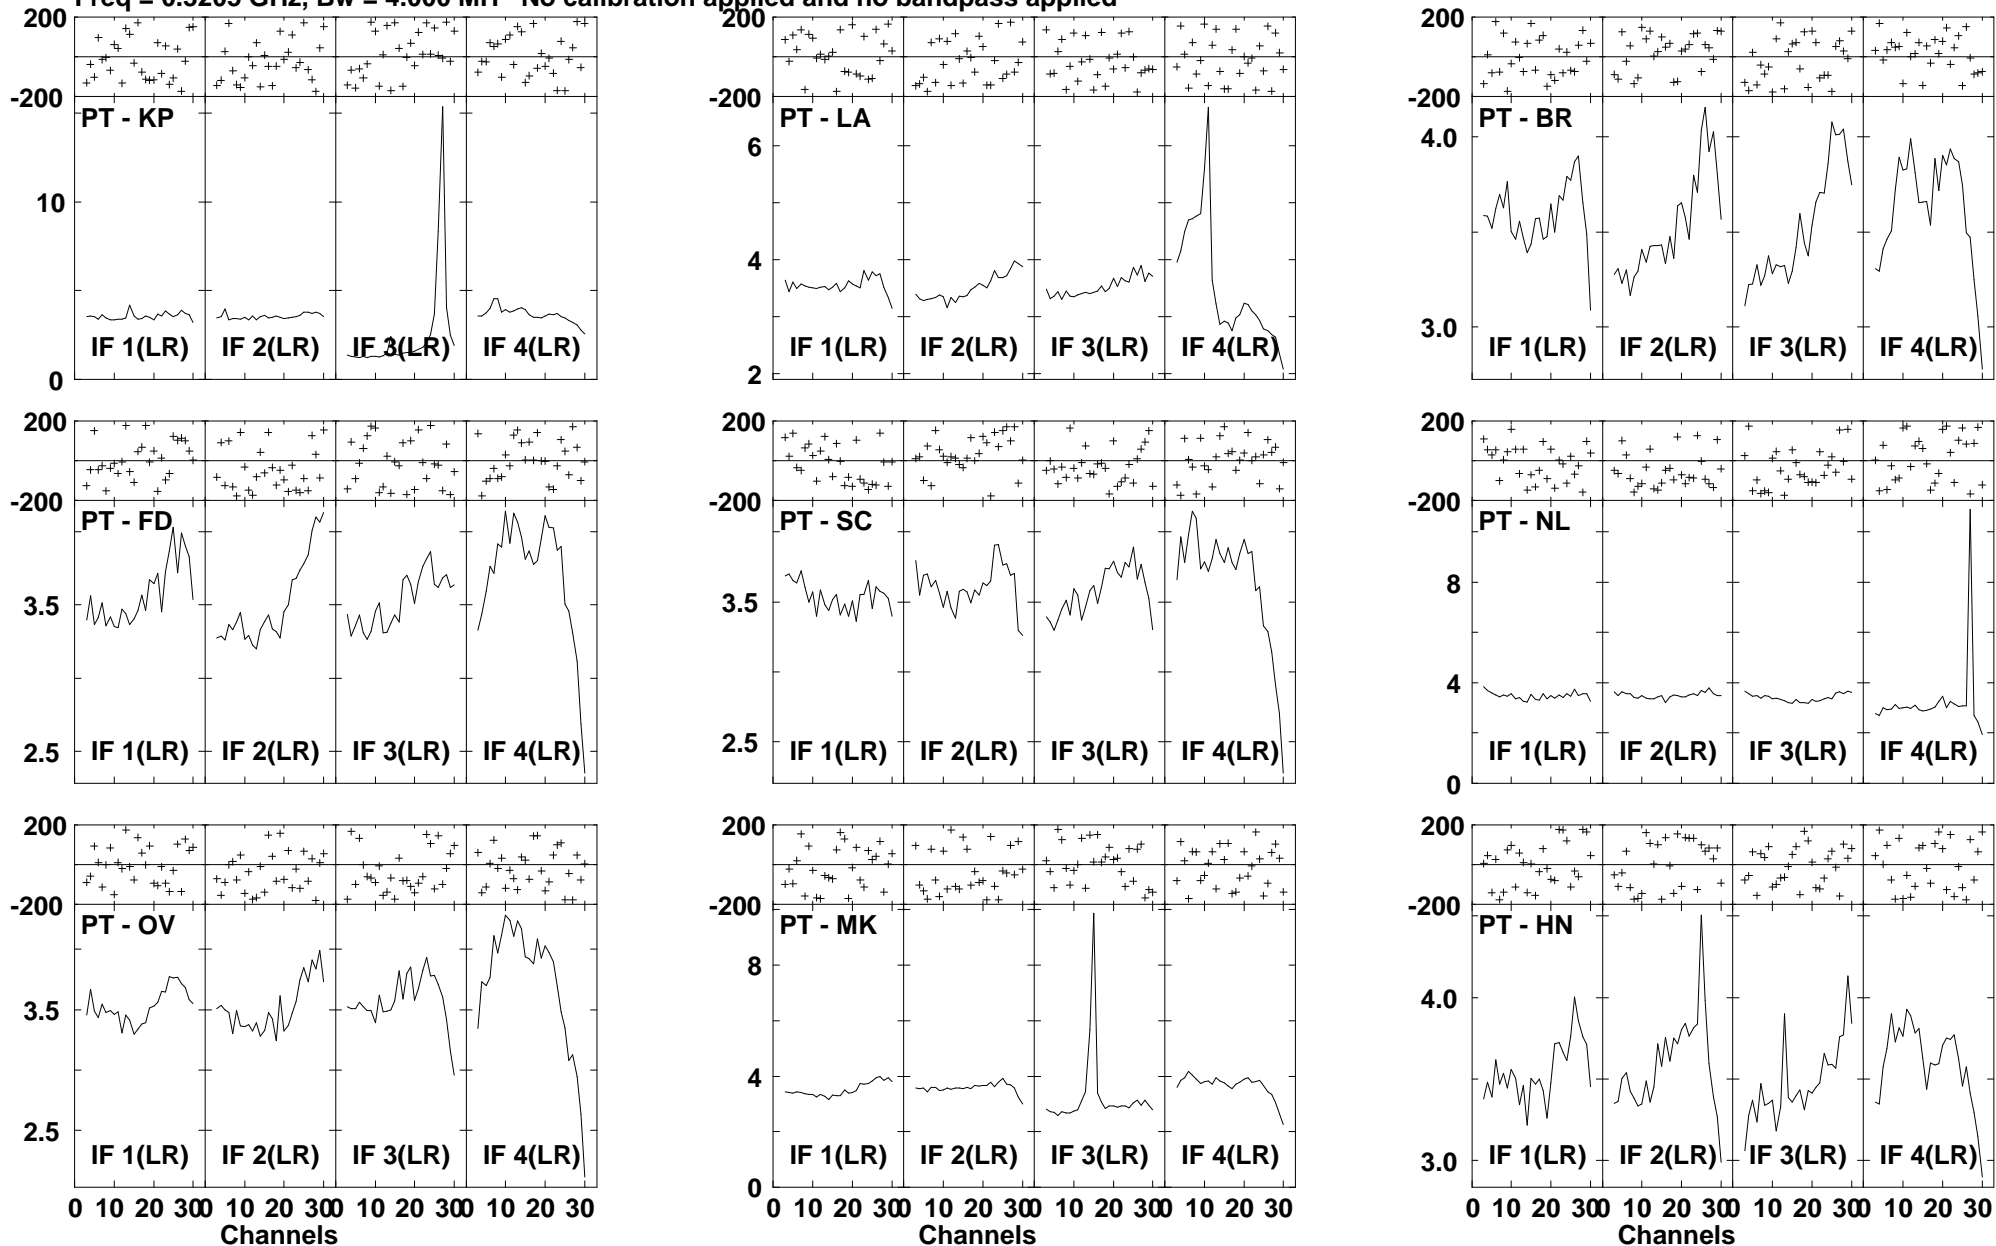 Freq = 0.3265 GHz, Bw = 4.000 MH No calibration applied and no bandpass applied
200
-200
PT - KP
10
0
IF 1(LR) IF 2(LR) IF 3(LR) IF 4(LR)
PT - LA
6
4
2
IF 1(LR) IF 2(LR) IF 3(LR) IF 4(LR)
200
-200
PT - BR
4.0
3.0
IF 1(LR) IF 2(LR) IF 3(LR) IF 4(LR)
200
-200
PT - FD
3.5
2.5
IF 1(LR) IF 2(LR) IF 3(LR) IF 4(LR)
200
-200
PT - SC
3.5
2.5
IF 1(LR) IF 2(LR) IF 3(LR) IF 4(LR)
200
-200
PT - NL
8
4
0
IF 1(LR) IF 2(LR) IF 3(LR) IF 4(LR)
200
-200
PT - OV
3.5
2.5
IF 1(LR) IF 2(LR) IF 3(LR) IF 4(LR)
0 10 20 300 10 20 300 10 20 300 10 20 30
Channels
200
-200
PT - MK
8
4
0
IF 1(LR) IF 2(LR) IF 3(LR) IF 4(LR)
0 10 20 300 10 20 300 10 20 300 10 20 30
Channels
200
-200
PT - HN
4.0
3.0
IF 1(LR) IF 2(LR) IF 3(LR) IF 4(LR)
0 10 20 300 10 20 300 10 20 300 10 20 30
Channels